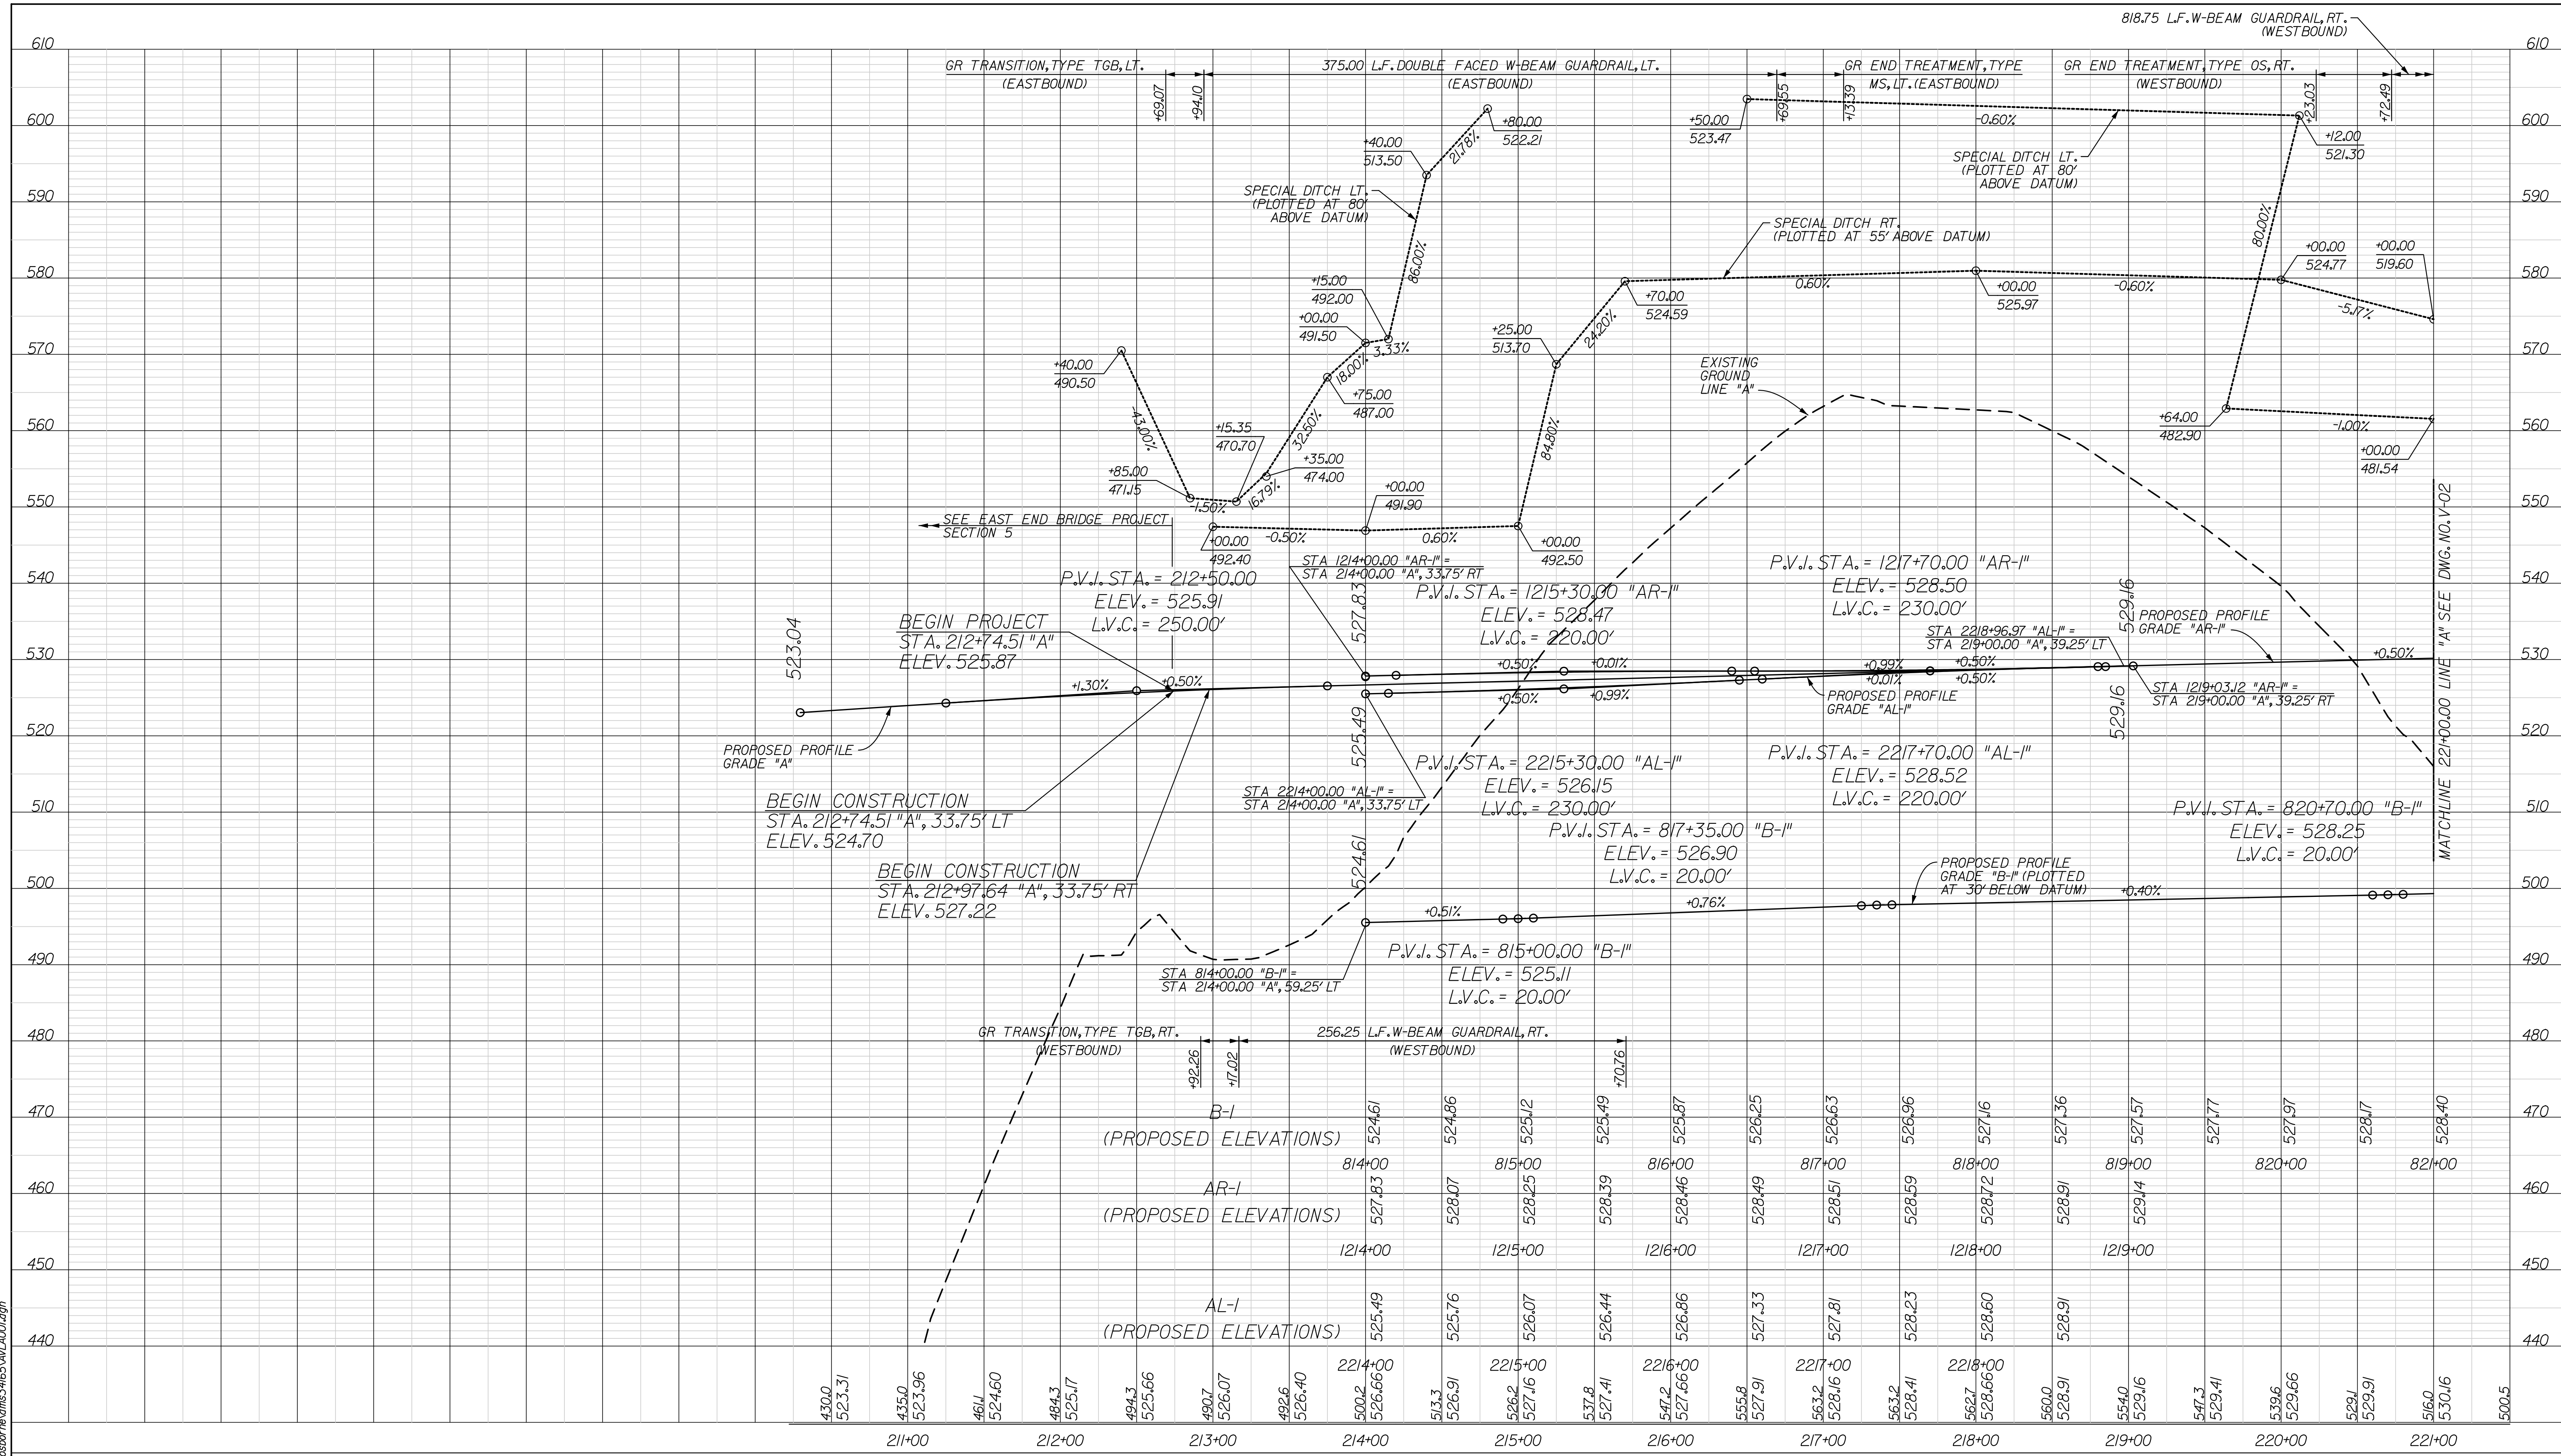 818.75 L.F. W-BEAM GUARDRAIL, RT.
(WESTBOUND)
610
610
GR TRANSITION, TYPE TGB, LT.
(EASTBOUND)
375.00 L.F. DOUBLE FACED W-BEAM GUARDRAIL, LT.
(EASTBOUND)
GR END TREATMENT, TYPE
MS, LT. (EASTBOUND)
GR END TREATMENT, TYPE OS, RT.
(WESTBOUND)
+69.07
+94.10
+69.55
+13.39
+23.03
+72.49
600
600
+80.00
522.21
+50.00
523.47
-0.60%
+12.00
521.30
+40.00
513.50
21.78%
SPECIAL DITCH LT.
(PLOTTED AT 80'
ABOVE DATUM)
SPECIAL DITCH LT.
(PLOTTED AT 80'
ABOVE DATUM)
590
590
SPECIAL DITCH RT.
(PLOTTED AT 55' ABOVE DATUM)
86.00%
80.00%
+00.00
524.77
+00.00
519.60
580
580
+15.00
492.00
+70.00
524.59
0.60%
+00.00
525.97
-0.60%
-5.17%
+00.00
491.50
3.33%
+25.00
513.70
24.20%
570
570
+40.00
490.50
18.00%
+75.00
487.00
EXISTING
GROUND
LINE "A"
-43.00%
32.50%
84.80%
+64.00
482.90
-1.00%
560
560
+15.35
470.70
+35.00
474.00
+00.00
481.54
+85.00
471.15
-1.50%
16.79%
+00.00
491.90
550
550
SEE EAST END BRIDGE PROJECT
SECTION 5
+00.00
492.40
-0.50%
0.60%
+00.00
492.50
MATCHLINE 221+00.00 LINE "A" SEE DWG. NO. V-02
540
540
STA 1214+00.00 "AR-1" =
STA 214+00.00 "A", 33.75' RT
P.V.I. STA. = 212+50.00
ELEV. = 525.91
L.V.C. = 250.00'
P.V.I. STA. = 1215+30.00 "AR-1"
ELEV. = 528.47
L.V.C. = 220.00'
P.V.I. STA. = 1217+70.00 "AR-1"
ELEV. = 528.50
L.V.C. = 230.00'
527.83
529.16
PROPOSED PROFILE
GRADE "AR-1"
523.04
BEGIN PROJECT
STA. 212+74.51 "A"
ELEV. 525.87
STA 2218+96.97 "AL-1" =
STA 219+00.00 "A", 39.25' LT
530
530
+1.30%
+0.50%
+0.50%
+0.01%
+0.99%
+0.50%
+0.50%
+0.50%
+0.99%
+0.01%
+0.50%
STA 1219+03.12 "AR-1" =
STA 219+00.00 "A", 39.25' RT
PROPOSED PROFILE
GRADE "AL-1"
525.49
529.16
520
520
PROPOSED PROFILE
GRADE "A"
P.V.I. STA. = 2215+30.00 "AL-1"
ELEV. = 526.15
L.V.C. = 230.00'
P.V.I. STA. = 2217+70.00 "AL-1"
ELEV. = 528.52
L.V.C. = 220.00'
STA 2214+00.00 "AL-1" =
STA 214+00.00 "A", 33.75' LT
510
510
BEGIN CONSTRUCTION
STA. 212+74.51 "A", 33.75' LT
ELEV. 524.70
P.V.I. STA. = 817+35.00 "B-1"
ELEV. = 526.90
L.V.C. = 20.00'
P.V.I. STA. = 820+70.00 "B-1"
ELEV. = 528.25
L.V.C. = 20.00'
524.61
BEGIN CONSTRUCTION
STA. 212+97.64 "A", 33.75' RT
ELEV. 527.22
PROPOSED PROFILE
GRADE "B-1" (PLOTTED
AT 30' BELOW DATUM)
500
500
+0.51%
+0.76%
+0.40%
P.V.I. STA. = 815+00.00 "B-1"
ELEV. = 525.11
L.V.C. = 20.00'
490
490
STA 814+00.00 "B-1" =
STA 214+00.00 "A", 59.25' LT
480
480
GR TRANSITION, TYPE TGB, RT.
(WESTBOUND)
256.25 L.F. W-BEAM GUARDRAIL, RT.
(WESTBOUND)
+92.26
+17.02
+70.76
470
470
B-1
(PROPOSED ELEVATIONS)
524.61 524.86 525.12 525.49 525.87 526.25 526.63 526.96 527.16 527.36 527.57 527.77 527.97 528.17 528.40
814+00 815+00 816+00 817+00 818+00 819+00 820+00 821+00
460
460
AR-1
(PROPOSED ELEVATIONS)
527.83 528.07 528.25 528.39 528.46 528.49 528.51 528.59 528.72 528.91 529.14
1214+00 1215+00 1216+00 1217+00 1218+00 1219+00
450
450
AL-1
(PROPOSED ELEVATIONS)
525.49 525.76 526.07 526.44 526.86 527.33 527.81 528.23 528.60 528.91
440
440
2214+00 2215+00 2216+00 2217+00 2218+00
430.0 435.0 461.1 484.3 494.3 490.7 492.6 500.2 513.3 526.2 537.8 547.2 555.8 563.2 563.2 562.7 560.0 554.0 547.3 539.6 529.1 516.0 500.5
523.31 523.96 524.60 525.17 525.66 526.07 526.40 526.66 526.91 527.16 527.41 527.66 527.91 528.16 528.41 528.66 528.91 529.16 529.41 529.66 529.91 530.16
211+00 212+00 213+00 214+00 215+00 216+00 217+00 218+00 219+00 220+00 221+00